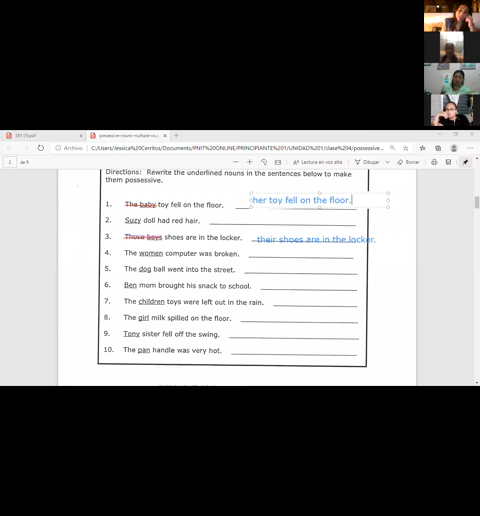 possessive-nouns-multiple-wo
Archivo
C:/Users/Jessica%20Cerritos/Documents/PNIT%20ONLINE/PRINCIPIANTE%201/UNIDAD%201/clase%204/possessive...
2 de 9
Lectura en voz alta
Dibujar
Borrar
Directions: Rewrite the underlined nouns in the sentences below to make
them possessive.
1. The baby toy fell on the floor. her toy fell on the floor.
2. Suzy doll had red hair.
3. Those boys shoes are in the locker. their shoes are in the locker.
4. The women computer was broken.
5. The dog ball went into the street.
6. Ben mom brought his snack to school.
7. The children toys were left out in the rain.
8. The girl milk spilled on the floor.
9. Tony sister fell off the swing.
10. The pan handle was very hot.